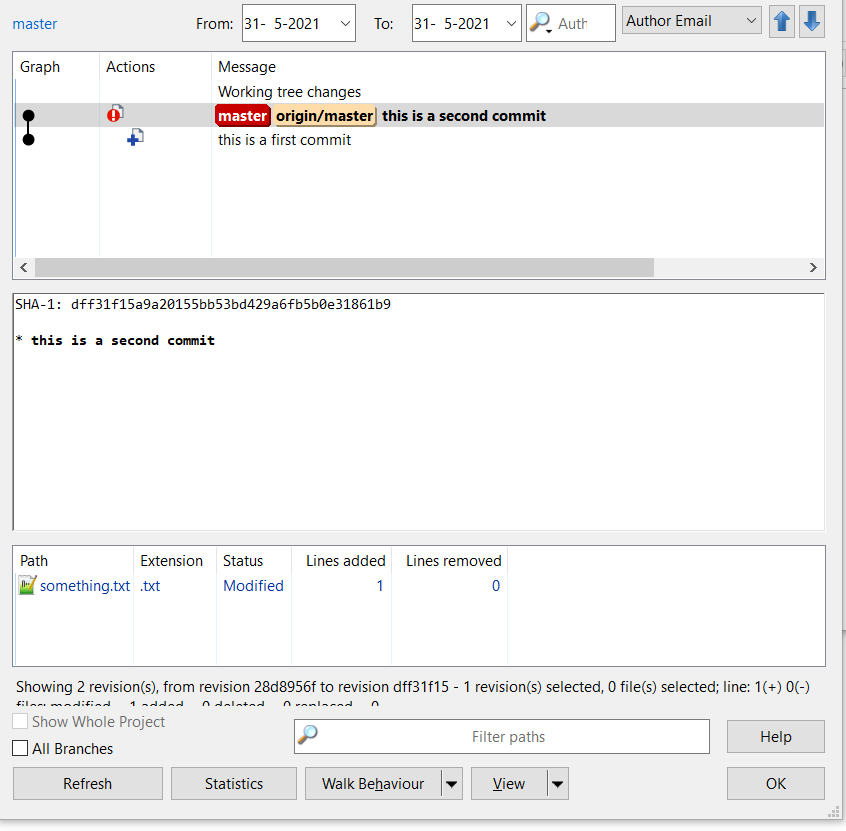 master From: 31- 5-2021 To: 31- 5-2021 Auth Author Email
Graph Actions Message
Working tree changes
master origin/master this is a second commit
this is a first commit
SHA-1: dff31f15a9a20155bb53bd429a6fb5b0e31861b9
* this is a second commit
Path Extension Status Lines added Lines removed
something.txt .txt Modified 1 0
Showing 2 revision(s), from revision 28d8956f to revision dff31f15 - 1 revision(s) selected, 0 file(s) selected; line: 1(+) 0(-)
files: modified = 1 added = 0 deleted = 0 replaced = 0
Show Whole Project
Filter paths Help
All Branches
Refresh Statistics Walk Behaviour View OK